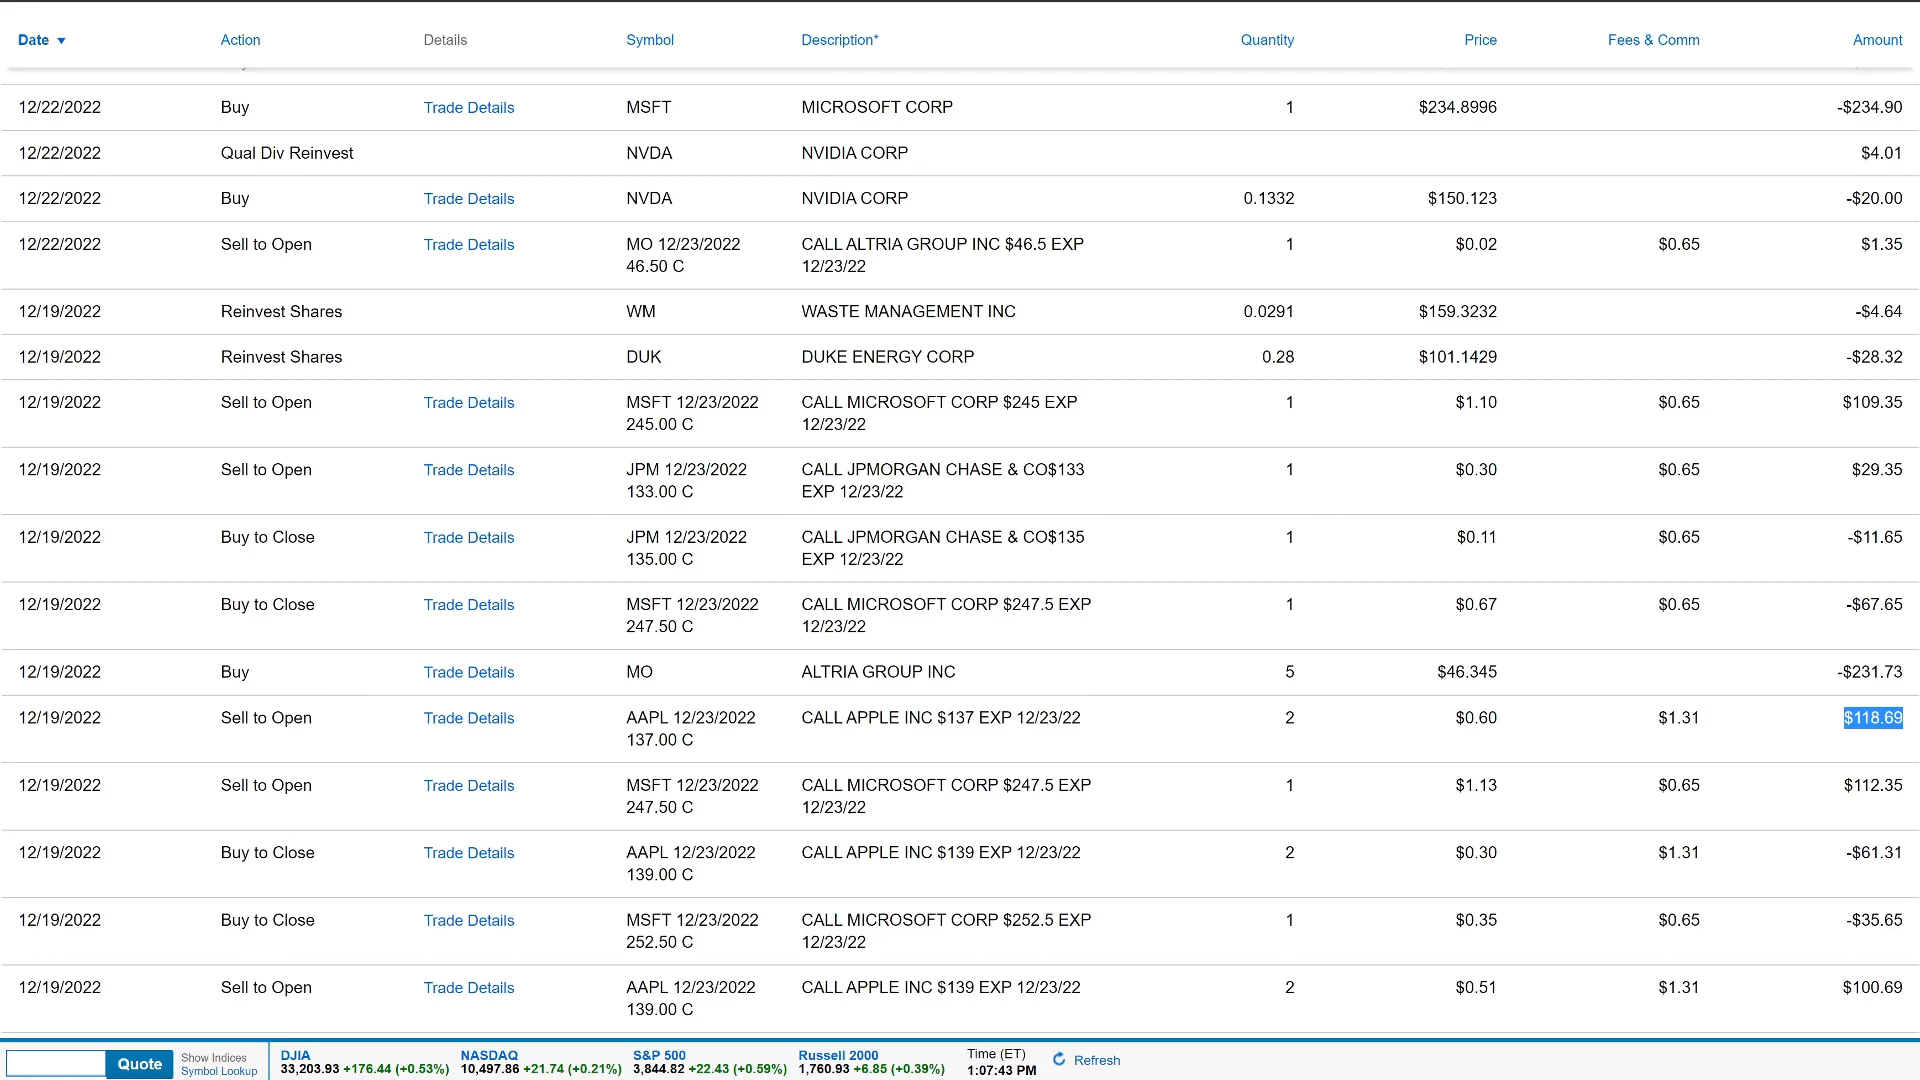 Date ▼ Action Details Symbol Description* Quantity Price Fees & Comm Amount
12/22/2022 Buy Trade Details MSFT MICROSOFT CORP 1 $234.8996 -$234.90
12/22/2022 Qual Div Reinvest NVDA NVIDIA CORP $4.01
12/22/2022 Buy Trade Details NVDA NVIDIA CORP 0.1332 $150.123 -$20.00
12/22/2022 Sell to Open Trade Details MO 12/23/2022 CALL ALTRIA GROUP INC $46.5 EXP 1 $0.02 $0.65 $1.35
46.50 C 12/23/22
12/19/2022 Reinvest Shares WM WASTE MANAGEMENT INC 0.0291 $159.3232 -$4.64
12/19/2022 Reinvest Shares DUK DUKE ENERGY CORP 0.28 $101.1429 -$28.32
12/19/2022 Sell to Open Trade Details MSFT 12/23/2022 CALL MICROSOFT CORP $245 EXP 1 $1.10 $0.65 $109.35
245.00 C 12/23/22
12/19/2022 Sell to Open Trade Details JPM 12/23/2022 CALL JPMORGAN CHASE & CO$133 1 $0.30 $0.65 $29.35
133.00 C EXP 12/23/22
12/19/2022 Buy to Close Trade Details JPM 12/23/2022 CALL JPMORGAN CHASE & CO$135 1 $0.11 $0.65 -$11.65
135.00 C EXP 12/23/22
12/19/2022 Buy to Close Trade Details MSFT 12/23/2022 CALL MICROSOFT CORP $247.5 EXP 1 $0.67 $0.65 -$67.65
247.50 C 12/23/22
12/19/2022 Buy Trade Details MO ALTRIA GROUP INC 5 $46.345 -$231.73
12/19/2022 Sell to Open Trade Details AAPL 12/23/2022 CALL APPLE INC $137 EXP 12/23/22 2 $0.60 $1.31 $118.69
137.00 C
12/19/2022 Sell to Open Trade Details MSFT 12/23/2022 CALL MICROSOFT CORP $247.5 EXP 1 $1.13 $0.65 $112.35
247.50 C 12/23/22
12/19/2022 Buy to Close Trade Details AAPL 12/23/2022 CALL APPLE INC $139 EXP 12/23/22 2 $0.30 $1.31 -$61.31
139.00 C
12/19/2022 Buy to Close Trade Details MSFT 12/23/2022 CALL MICROSOFT CORP $252.5 EXP 1 $0.35 $0.65 -$35.65
252.50 C 12/23/22
12/19/2022 Sell to Open Trade Details AAPL 12/23/2022 CALL APPLE INC $139 EXP 12/23/22 2 $0.51 $1.31 $100.69
139.00 C
Quote Show Indices DJIA NASDAQ S&P 500 Russell 2000 Time (ET) Refresh
Symbol Lookup 33,203.93 +176.44 (+0.53%) 10,497.86 +21.74 (+0.21%) 3,844.82 +22.43 (+0.59%) 1,760.93 +6.85 (+0.39%) 1:07:43 PM